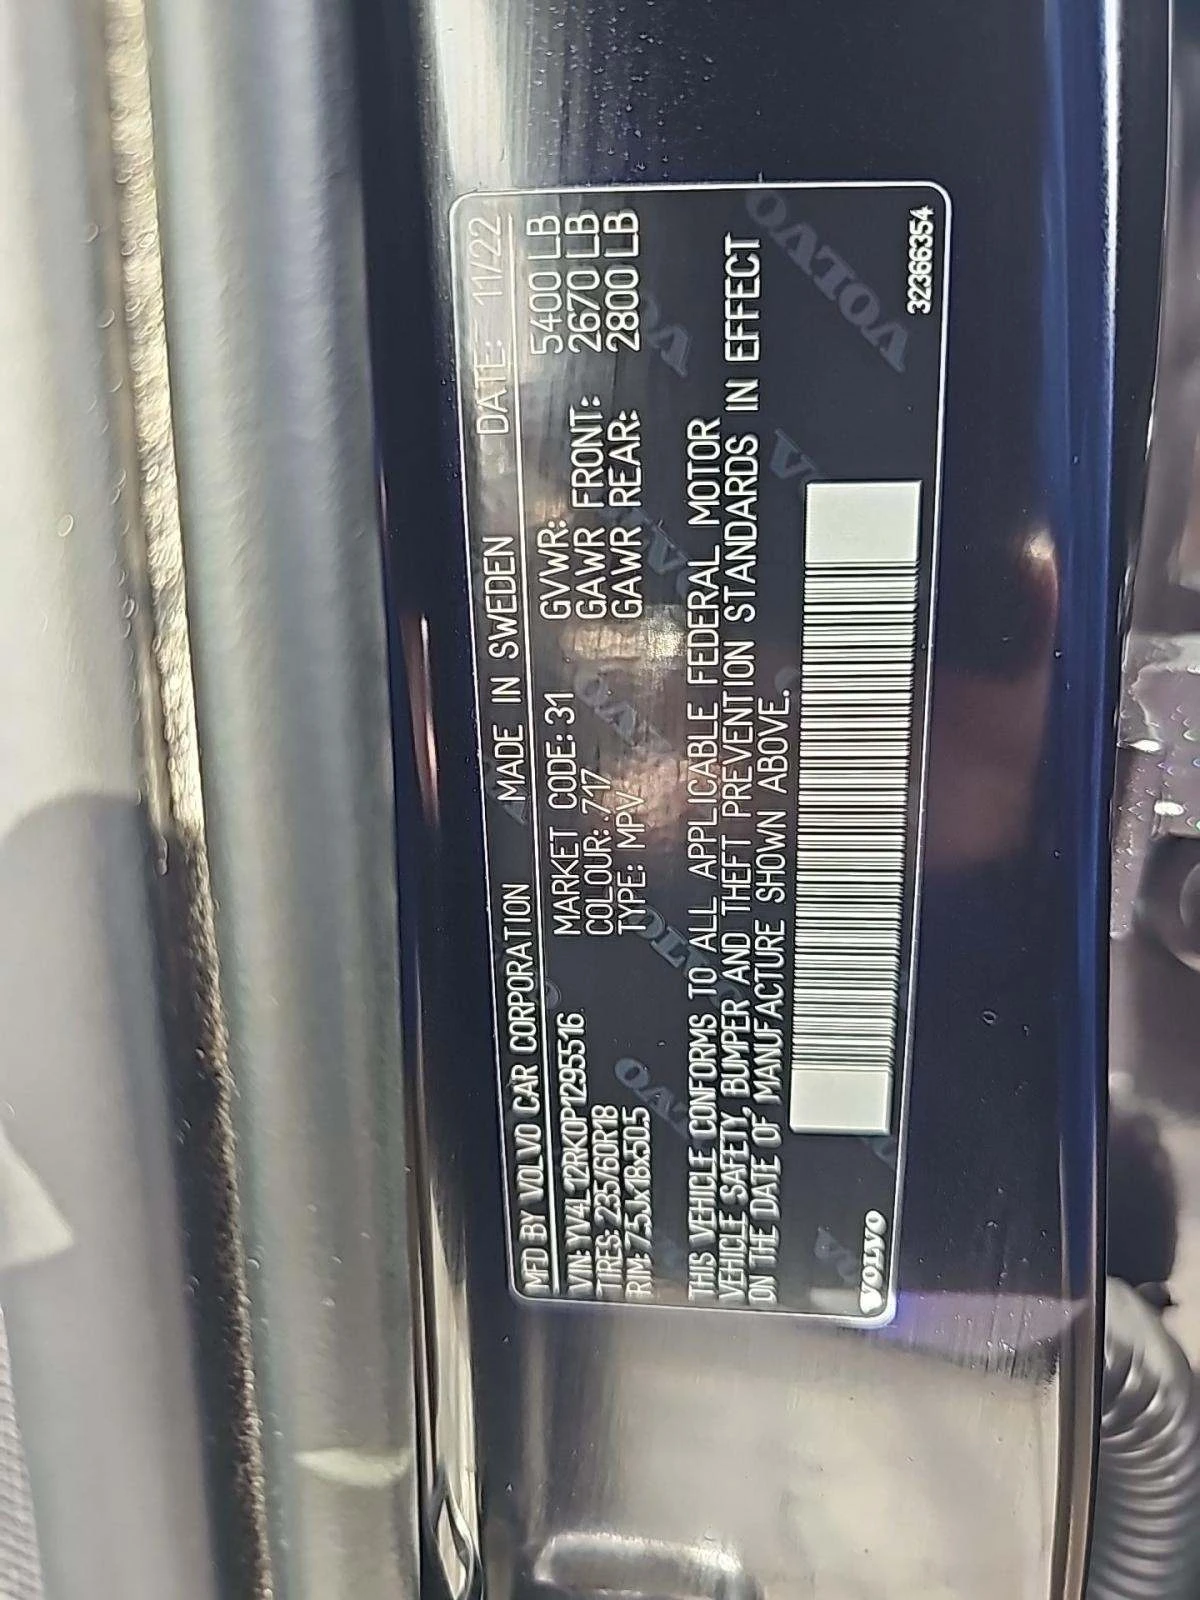 MFD BY VOLVO CAR CORPORATION MADE IN SWEDEN DATE: 11/22
VIN: YV4L12RK0P1295516 MARKET CODE: 31 GVWR: 5400 LB
TIRES: 235/60R18 COLOUR: 717 GAWR FRONT: 2670 LB
RIM: 7.5Jx18x50.5 TYPE: MPV GAWR REAR: 2800 LB
THIS VEHICLE CONFORMS TO ALL APPLICABLE FEDERAL MOTOR
VEHICLE SAFETY, BUMPER AND THEFT PREVENTION STANDARDS IN EFFECT
ON THE DATE OF MANUFACTURE SHOWN ABOVE.
VOLVO 32366354